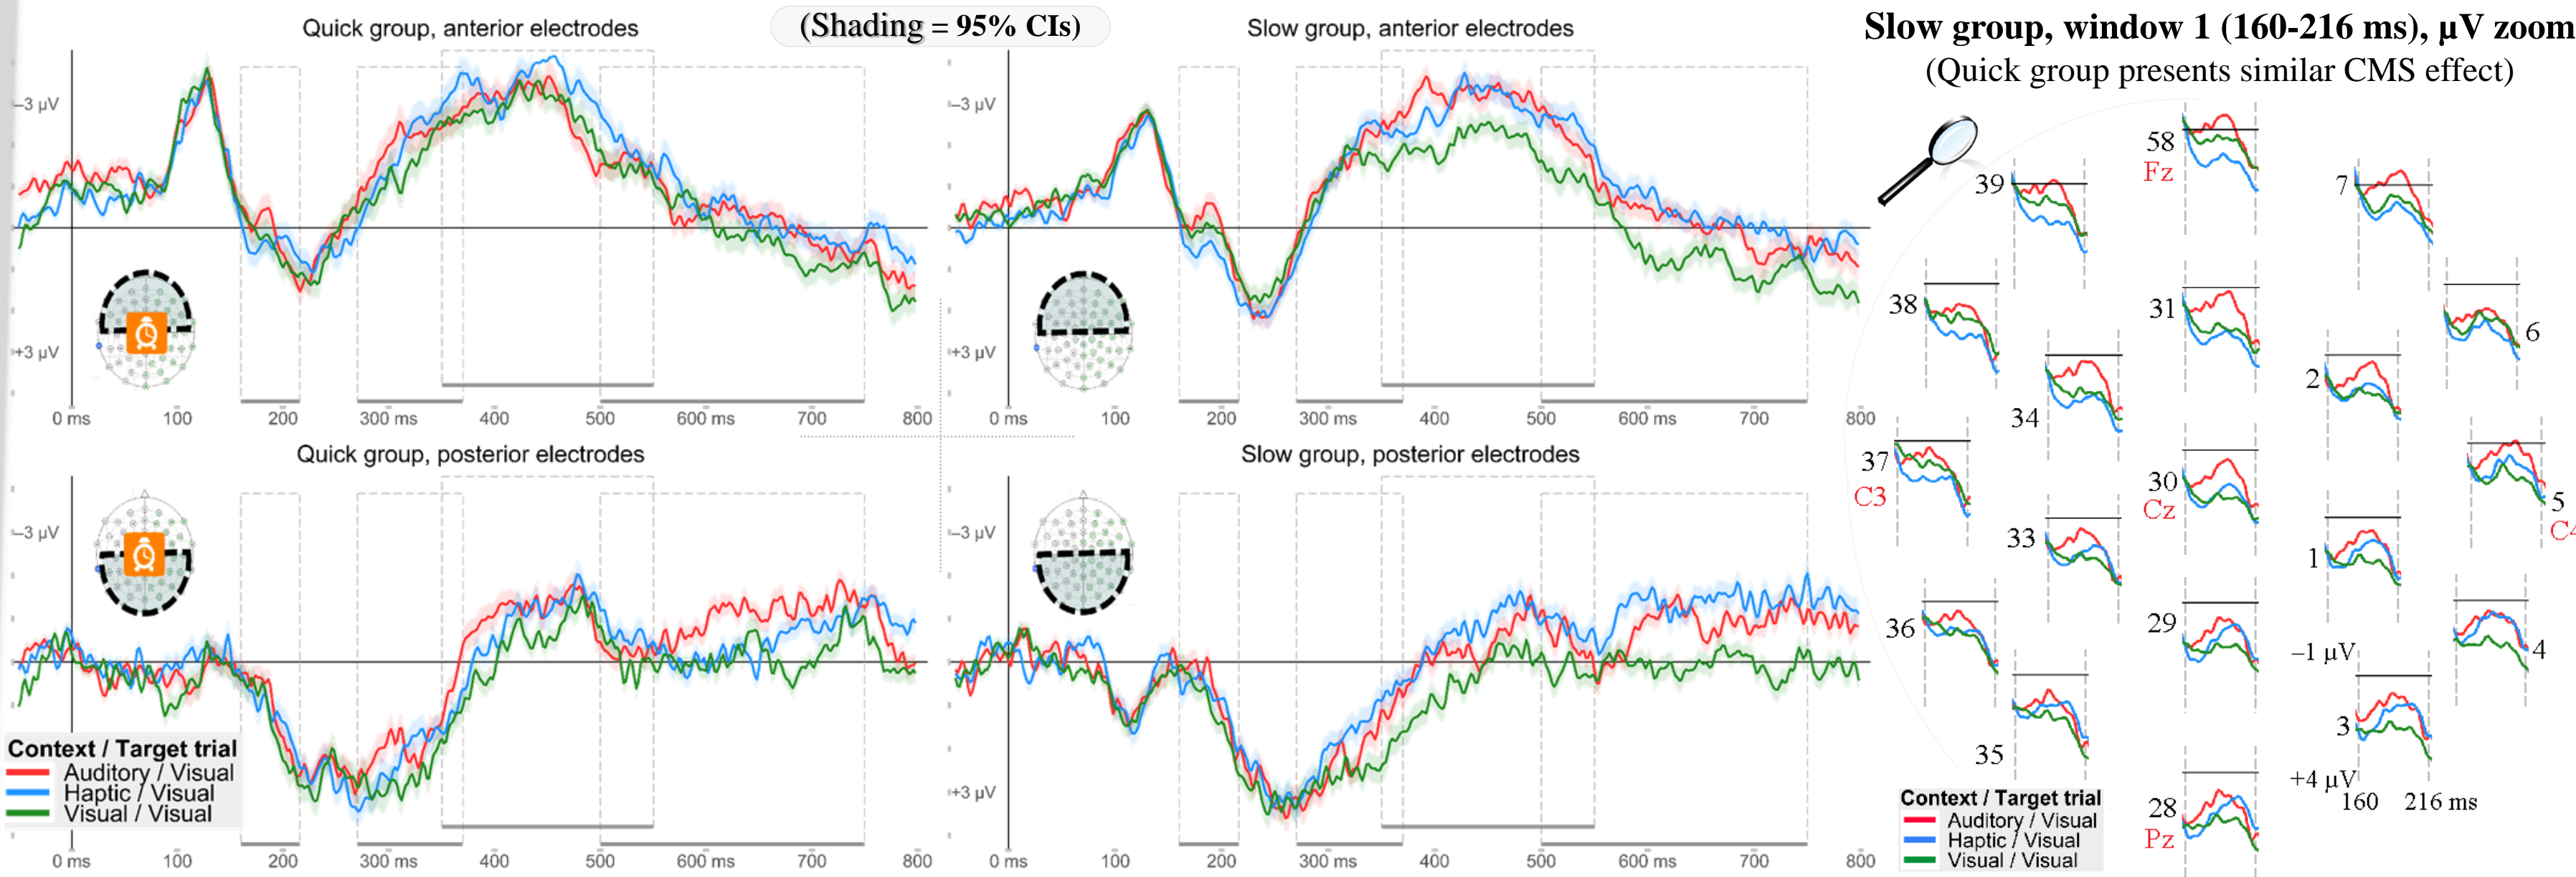 Quick group, anterior electrodes
(Shading = 95% CIs)
Slow group, anterior electrodes
Slow group, window 1 (160-216 ms), µV zoom
(Quick group presents similar CMS effect)
–3 µV
+3 µV
0 ms 100 200 300 ms 400 500 600 ms 700 800
–3 µV
+3 µV
0 ms 100 200 300 ms 400 500 600 ms 700 800
Quick group, posterior electrodes
–3 µV
0 ms 100 200 300 ms 400 500 600 ms 700 800
Context / Target trial
Auditory / Visual
Haptic / Visual
Visual / Visual
Slow group, posterior electrodes
–3 µV
+3 µV
0 ms 100 200 300 ms 400 500 600 ms 700 800
58
Fz
39
7
38
31
6
34
2
37
C3
30
Cz
5
C4
33
1
36
29
4
–1 µV
35
3
+4 µV
160 216 ms
28
Pz
Context / Target trial
Auditory / Visual
Haptic / Visual
Visual / Visual